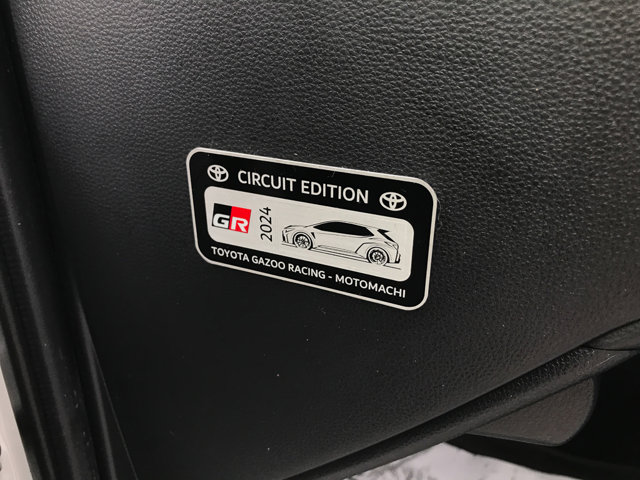 CIRCUIT EDITION
GR
2024
TOYOTA GAZOO RACING - MOTOMACHI